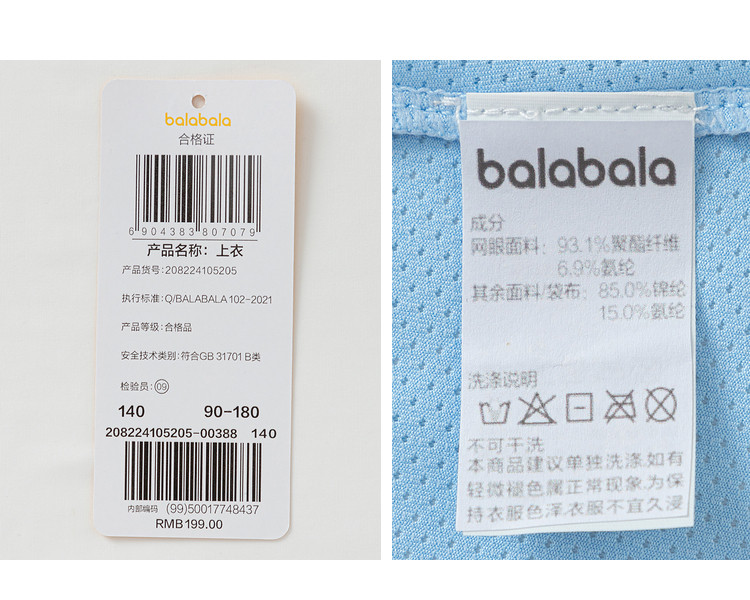 balabala
合格证
6 904383 807079
产品名称：上衣
产品货号：208224105205
执行标准：Q/BALABALA 102-2021
产品等级：合格品
安全技术类别：符合GB 31701 B类
检验员：09
140 90-180
208224105205-00388 140
内部编码 (99)50017748437
RMB199.00
balabala
成分
网眼面料：93.1%聚酯纤维
6.9%氨纶
其余面料/袋布：85.0%锦纶
15.0%氨纶
洗涤说明
不可干洗
本商品建议单独洗涤如有
轻微褪色属正常现象为保
持衣服色泽衣服不宜久浸